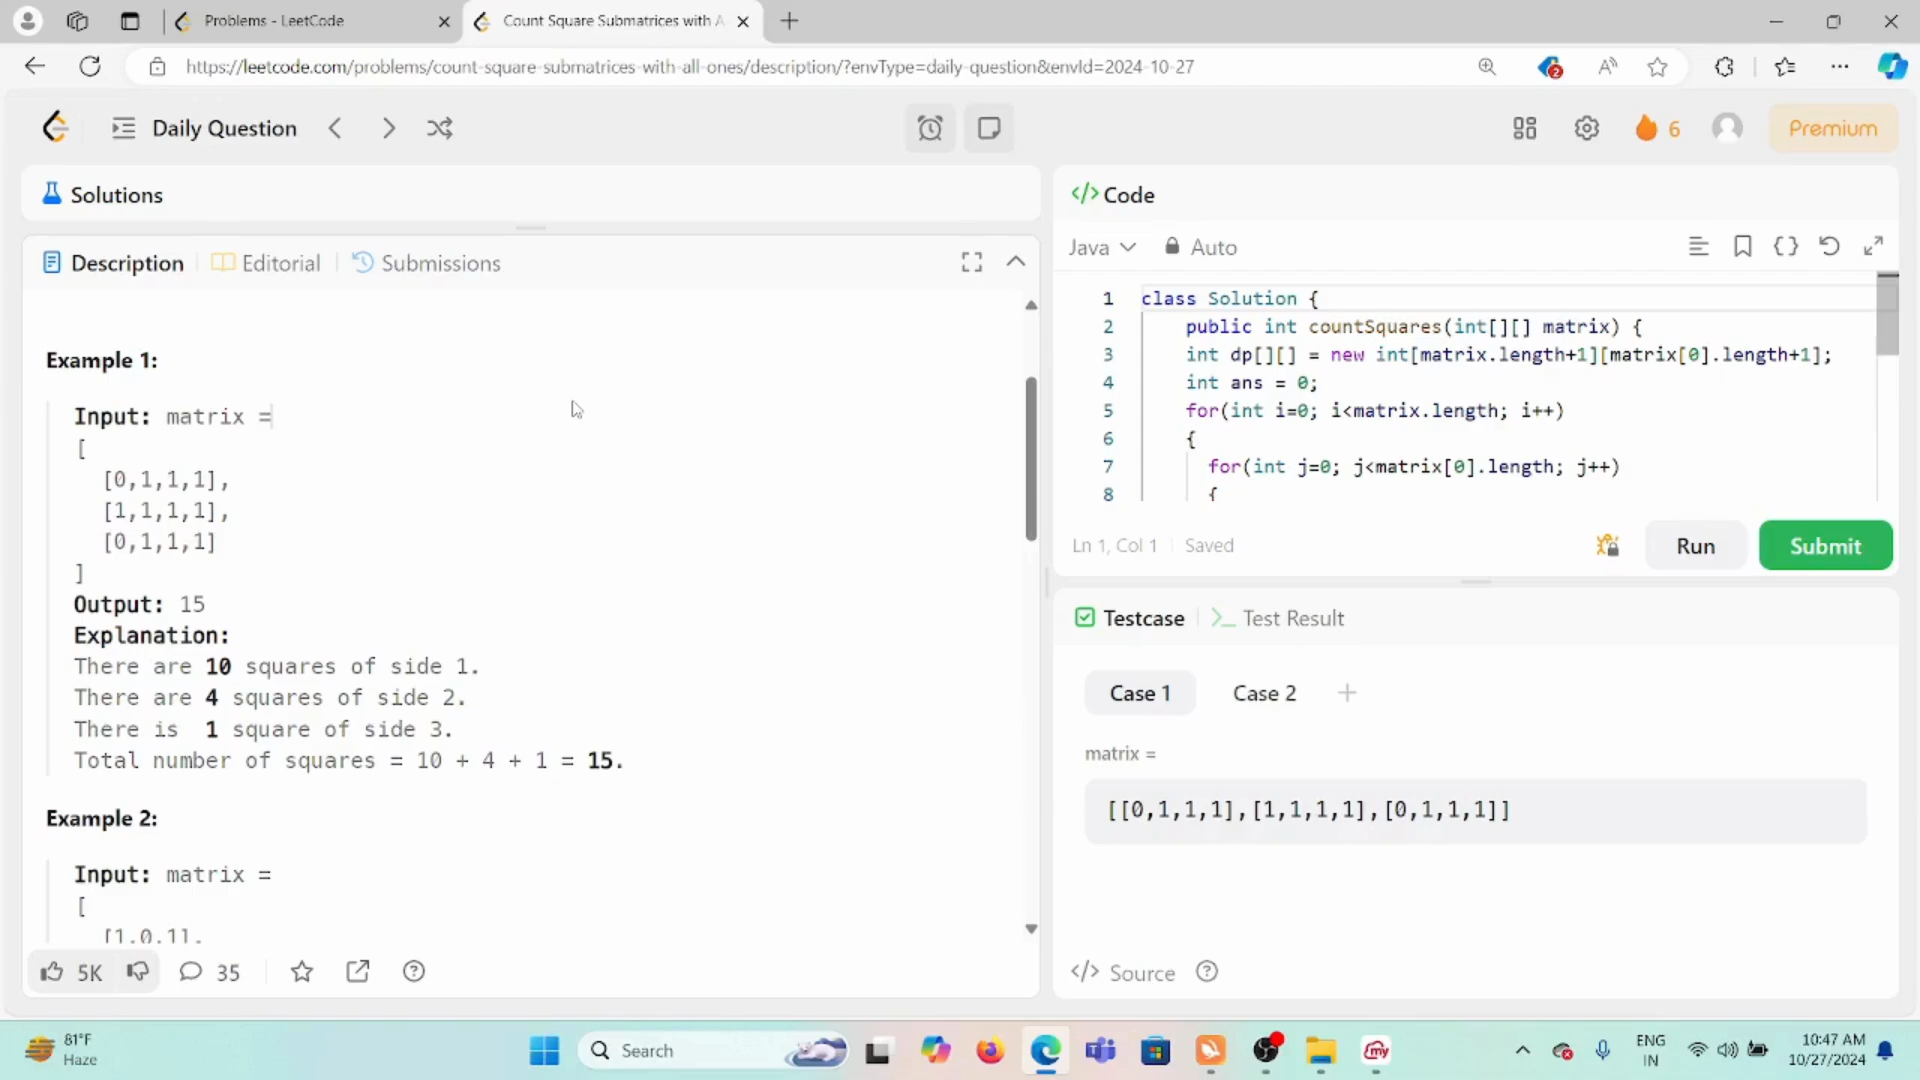 Problems - LeetCode
Count Square Submatrices with A
https://leetcode.com/problems/count-square-submatrices-with-all-ones/description/?envType=daily-question&envId=2024-10-27
2
Daily Question
6
Premium
Solutions
Description
Editorial
Submissions
Example 1:
Input: matrix =
[
[0,1,1,1],
[1,1,1,1],
[0,1,1,1]
]
Output: 15
Explanation:
There are 10 squares of side 1.
There are 4 squares of side 2.
There is 1 square of side 3.
Total number of squares = 10 + 4 + 1 = 15.
Example 2:
Input: matrix =
[
[1,0,1],
5K
35
</> Code
Java
Auto
1 class Solution {
2 public int countSquares(int[][] matrix) {
3 int dp[][] = new int[matrix.length+1][matrix[0].length+1];
4 int ans = 0;
5 for(int i=0; i<matrix.length; i++)
6 {
7 for(int j=0; j<matrix[0].length; j++)
8 {
Ln 1, Col 1
Saved
Run
Submit
Testcase
Test Result
Case 1
Case 2
matrix =
[[0,1,1,1],[1,1,1,1],[0,1,1,1]]
</> Source
81°F
Haze
Search
my
ENG
IN
10:47 AM
10/27/2024